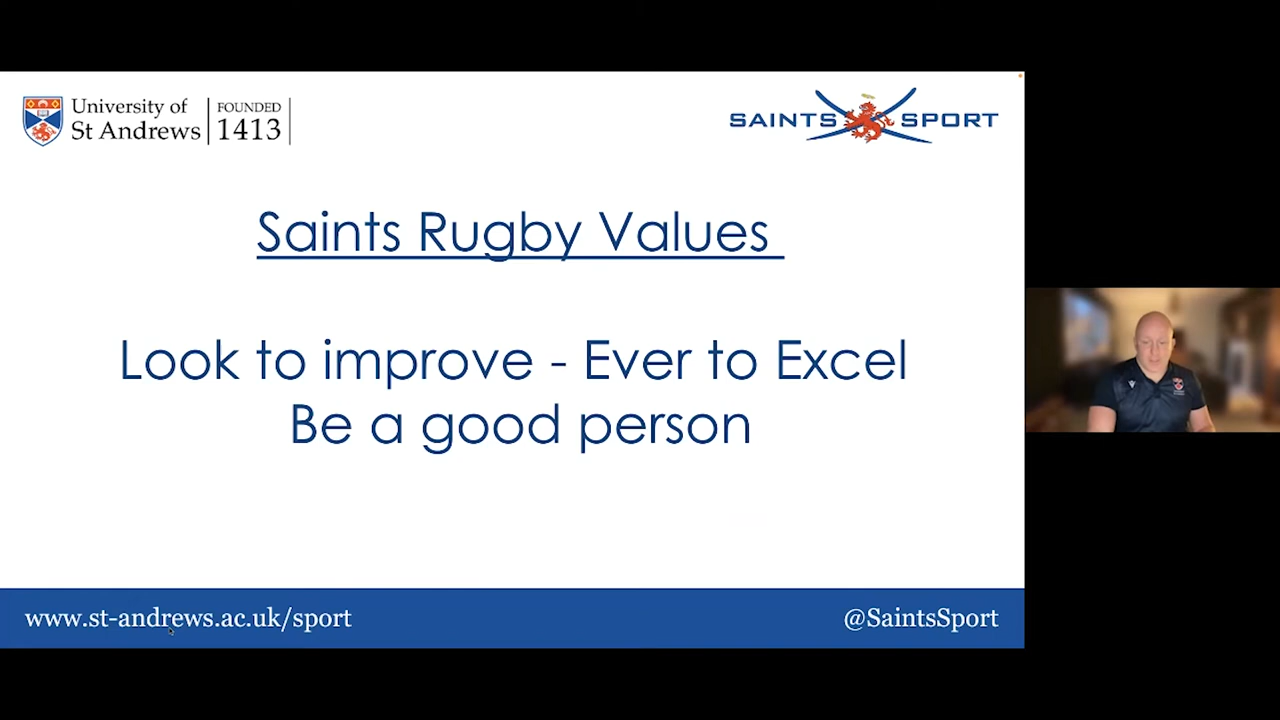 University of
St Andrews
FOUNDED
1413
SAINTS SPORT
Saints Rugby Values
Look to improve - Ever to Excel
Be a good person
www.st-andrews.ac.uk/sport
@SaintsSport